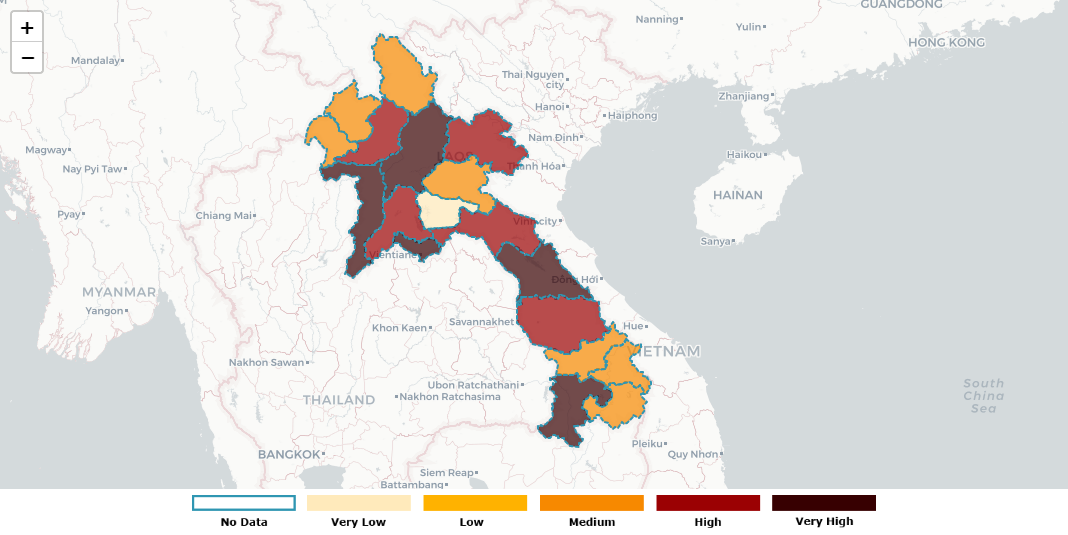 GUANGDONG
Nanning
Yulin
HONG KONG
+
−
Mandalay
Thai Nguyen
city
Zhanjiang
Hanoi
Haiphong
Nam Định
Magway
Nay Pyi Taw
LAOS
Thanh Hóa
Haikou
HAINAN
Pyay
Chiang Mai
Vinh city
Sanya
Vientiane
Đồng Hới
MYANMAR
Yangon
Khon Kaen
Savannakhet
Hue
VIETNAM
Nakhon Sawan
Ubon Ratchathani
THAILAND
Nakhon Ratchasima
South
China
Sea
BANGKOK
Pleiku
Quy Nhơn
Siem Reap
Battambang
No Data
Very Low
Low
Medium
High
Very High